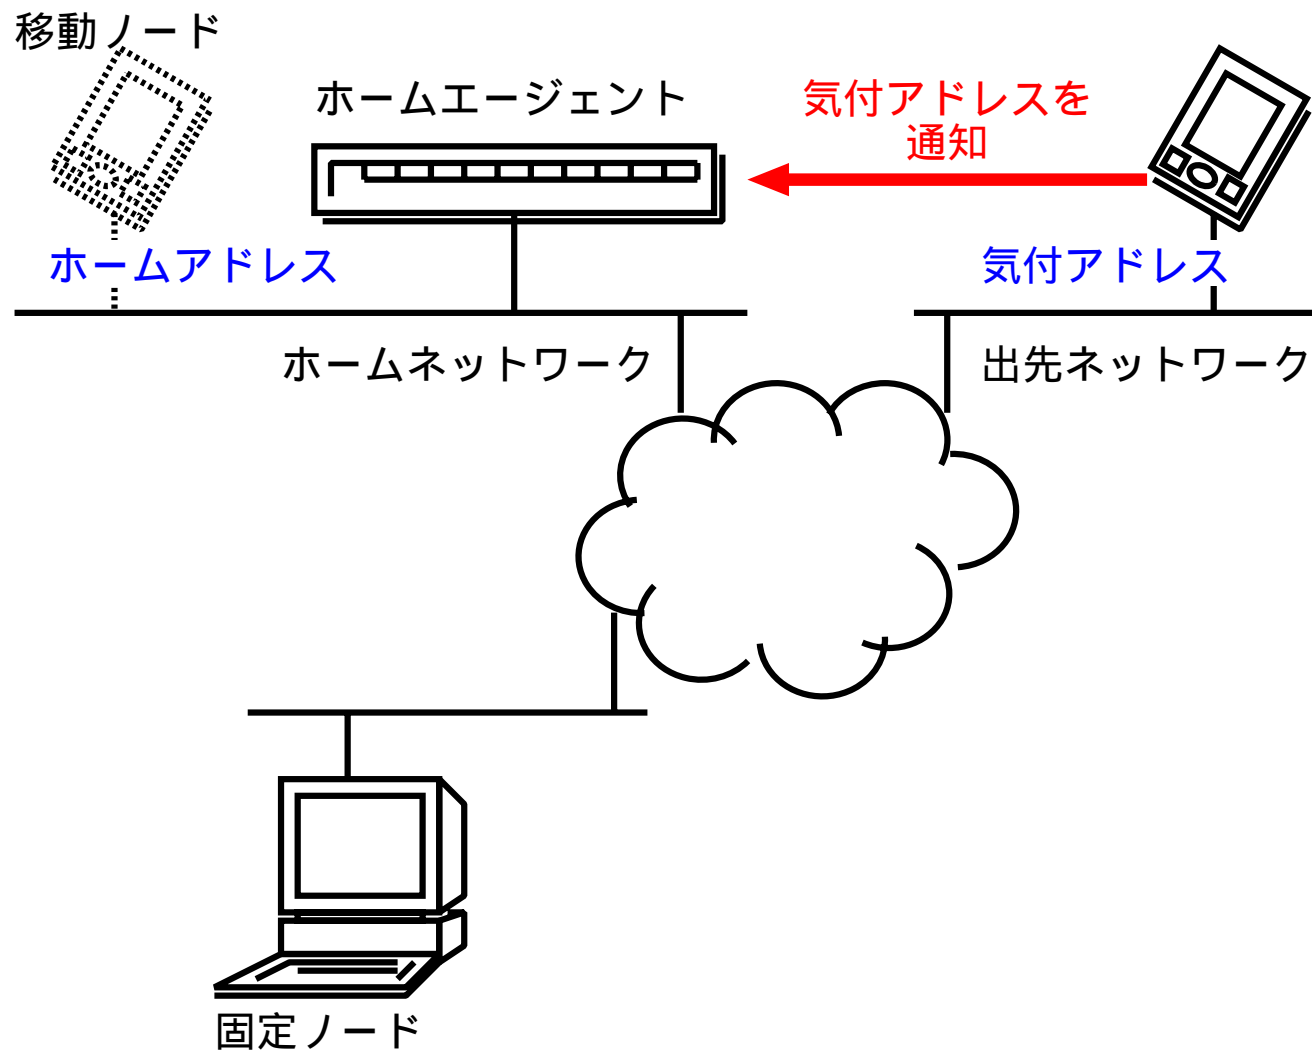 移動ノード
ホームエージェント
気付アドレスを
通知
ホームアドレス
気付アドレス
ホームネットワーク
出先ネットワーク
固定ノード